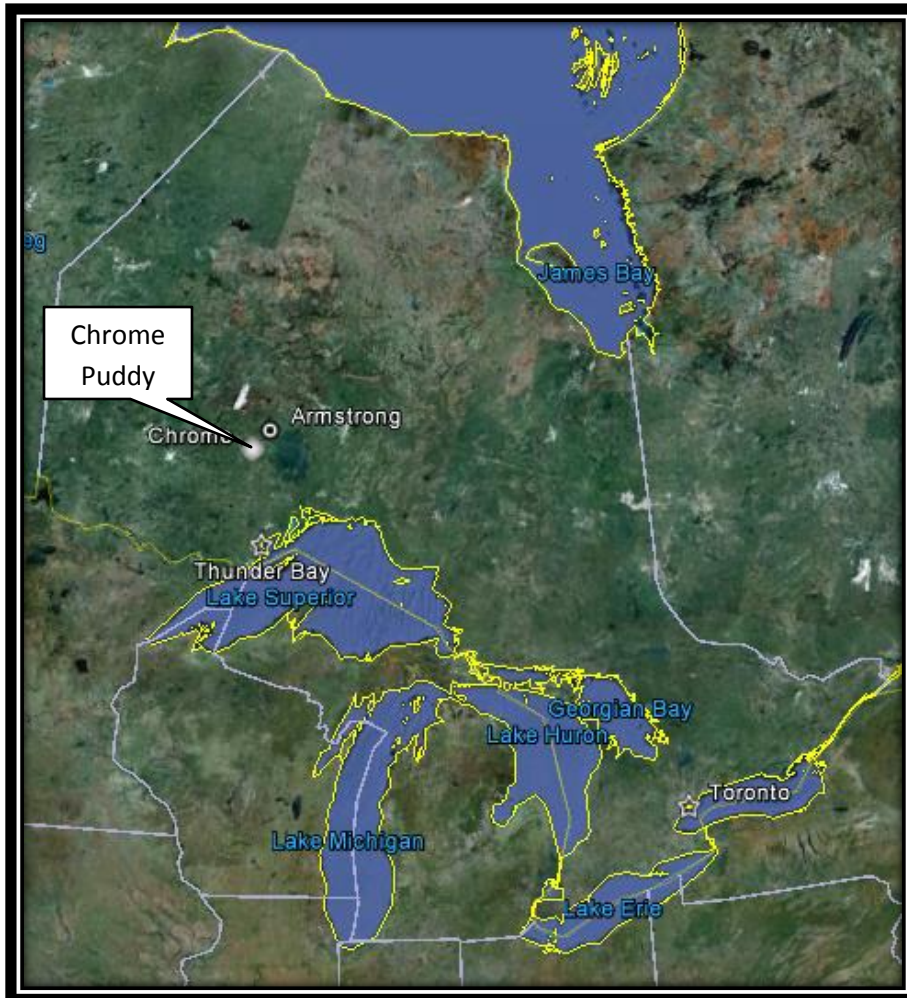 James Bay
eg
Chrome
Puddy
Armstrong
Chrome
Thunder Bay
Lake Superior
Georgian Bay
Lake Huron
Toronto
Lake Michigan
Lake Erie